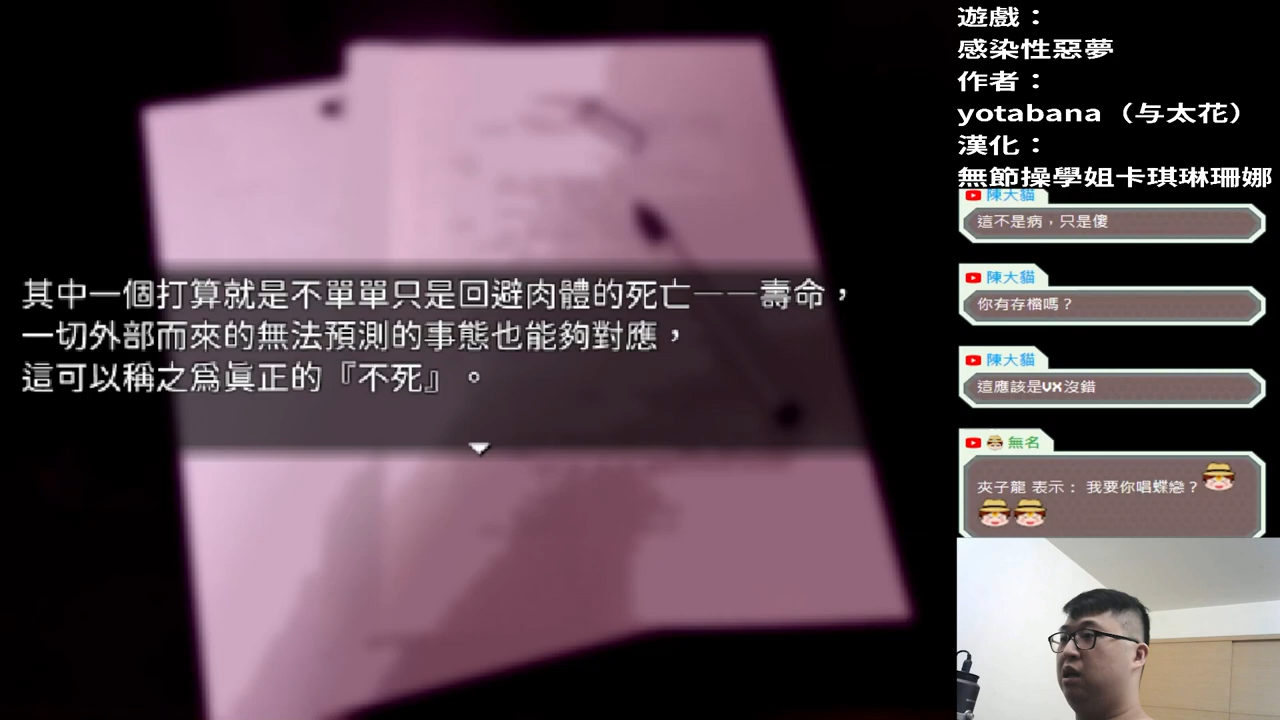 其中一個打算就是不單單只是回避肉體的死亡——壽命，
一切外部而來的無法預測的事態也能夠對應，
這可以稱之爲眞正的『不死』。
遊戲：
感染性惡夢
作者：
yotabana（与太花）
漢化：
無節操學姐卡琪琳珊娜
陳大貓
這不是病，只是傻
陳大貓
你有存檔嗎？
陳大貓
這應該是VX沒錯
無名
夾子龍 表示： 我要你唱蝶戀？